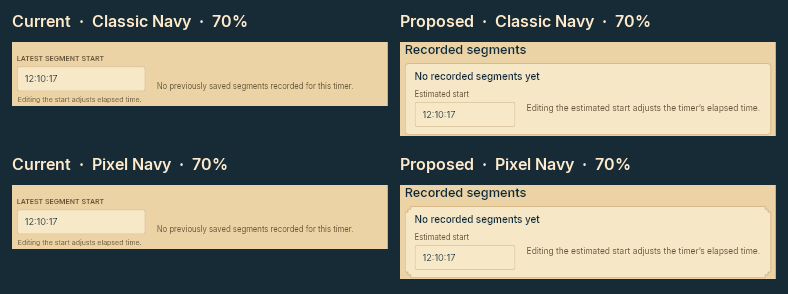 Current · Classic Navy · 70%
LATEST SEGMENT START
12:10:17
No previously saved segments recorded for this timer.
Editing the start adjusts elapsed time.
Proposed · Classic Navy · 70%
Recorded segments
No recorded segments yet
Estimated start
12:10:17
Editing the estimated start adjusts the timer's elapsed time.
Current · Pixel Navy · 70%
LATEST SEGMENT START
12:10:17
No previously saved segments recorded for this timer.
Editing the start adjusts elapsed time.
Proposed · Pixel Navy · 70%
Recorded segments
No recorded segments yet
Estimated start
12:10:17
Editing the estimated start adjusts the timer's elapsed time.